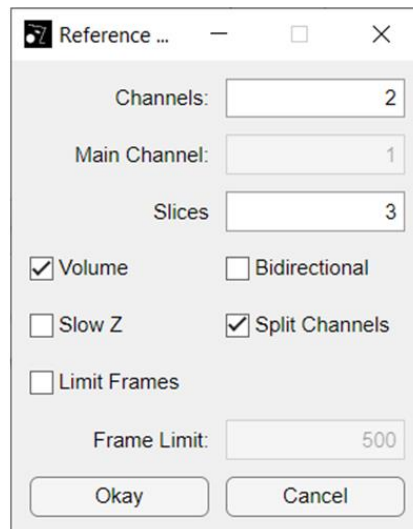 Reference ...
Channels: 2
Main Channel: 1
Slices 3
Volume Bidirectional
Slow Z Split Channels
Limit Frames
Frame Limit: 500
Okay Cancel